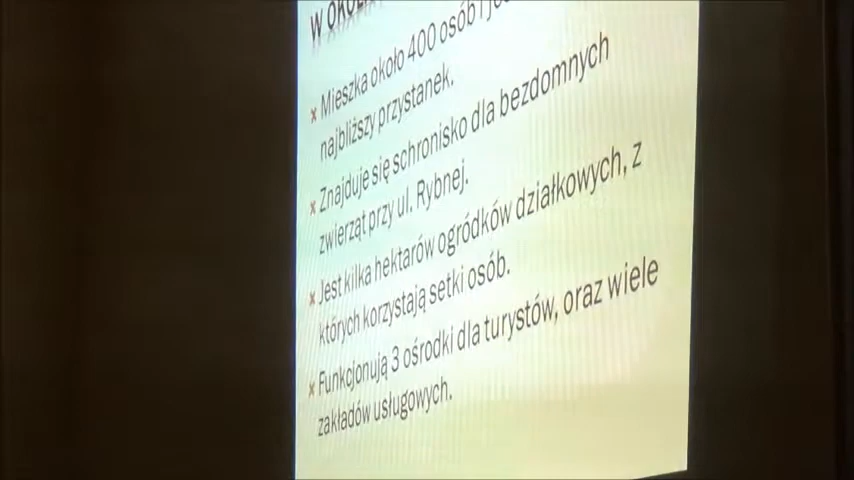 W
× Mieszka około 400 osób i
najbliższy przystanek.
× Znajduje się schronisko dla bezdomnych
zwierząt przy ul. Rybnej.
× Jest kilka hektarów ogródków działkowych, z
których korzystają setki osób.
× Funkcjonują 3 ośrodki dla turystów, oraz wiele
zakładów usługowych.